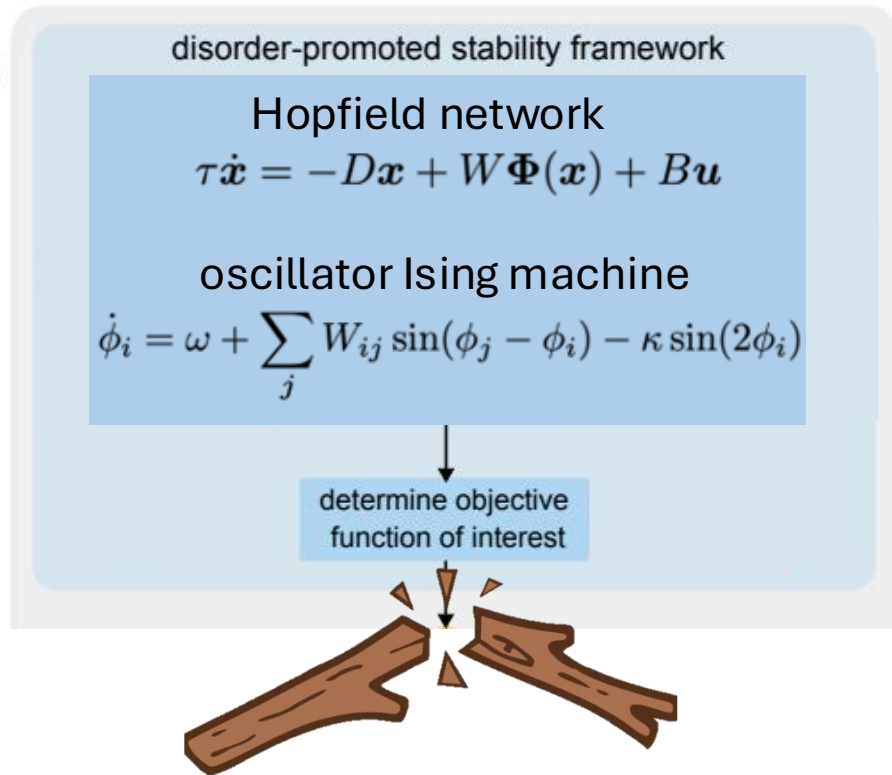 disorder-promoted stability framework
Hopfield network
τẋ = −Dx + WΦ(x) + Bu
oscillator Ising machine
ϕ̇ᵢ = ω + ∑ⱼ Wᵢⱼ sin(ϕⱼ − ϕᵢ) − κ sin(2ϕᵢ)
determine objective
function of interest